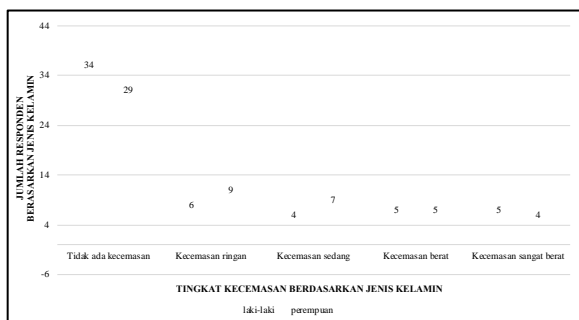 44
34
24
14
4
-6
JUMLAH RESPONDEN
BERASARKAN JENIS KELAMIN
34
29
6
9
4
7
5
5
5
4
Tidak ada kecemasan
Kecemasan ringan
Kecemasan sedang
Kecemasan berat
Kecemasan sangat berat
TINGKAT KECEMASAN BERDASARKAN JENIS KELAMIN
laki-laki perempuan